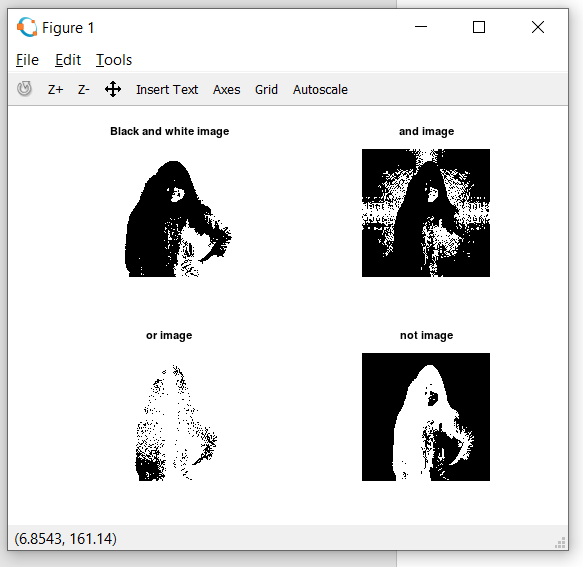 Figure 1
File Edit Tools
Z+ Z- Insert Text Axes Grid Autoscale
Black and white image
and image
or image
not image
(6.8543, 161.14)